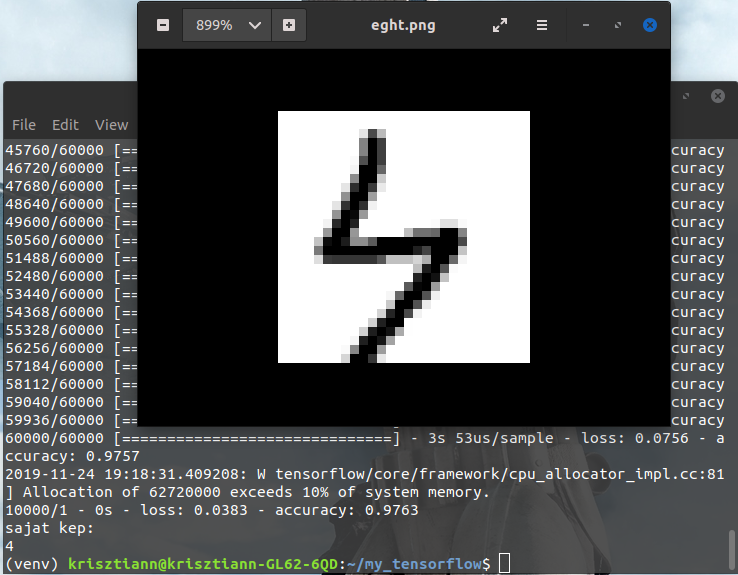 899%
eght.png
File Edit View
45760/60000 [== curacy
46720/60000 [== curacy
47680/60000 [== curacy
48640/60000 [== curacy
49600/60000 [== curacy
50560/60000 [== curacy
51488/60000 [== curacy
52480/60000 [== curacy
53440/60000 [== curacy
54368/60000 [== curacy
55328/60000 [== curacy
56256/60000 [== curacy
57184/60000 [== curacy
58112/60000 [== curacy
59040/60000 [== curacy
59936/60000 [== curacy
60000/60000 [==============================] - 3s 53us/sample - loss: 0.0756 - a
ccuracy: 0.9757
2019-11-24 19:18:31.409208: W tensorflow/core/framework/cpu_allocator_impl.cc:81
] Allocation of 62720000 exceeds 10% of system memory.
10000/1 - 0s - loss: 0.0383 - accuracy: 0.9763
sajat kep:
4
(venv) krisztiann@krisztiann-GL62-6QD:~/my_tensorflow$